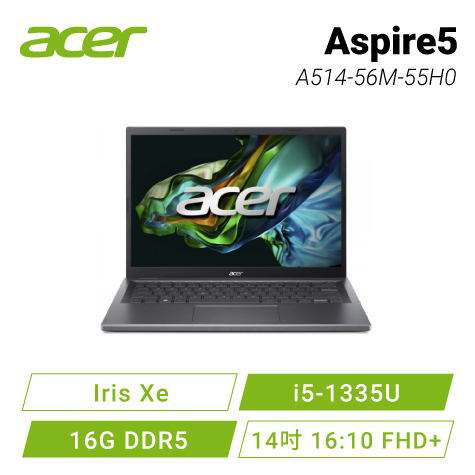 acer
Aspire5
A514-56M-55H0
acer
acer
Iris Xe
i5-1335U
16G DDR5
14吋 16:10 FHD+